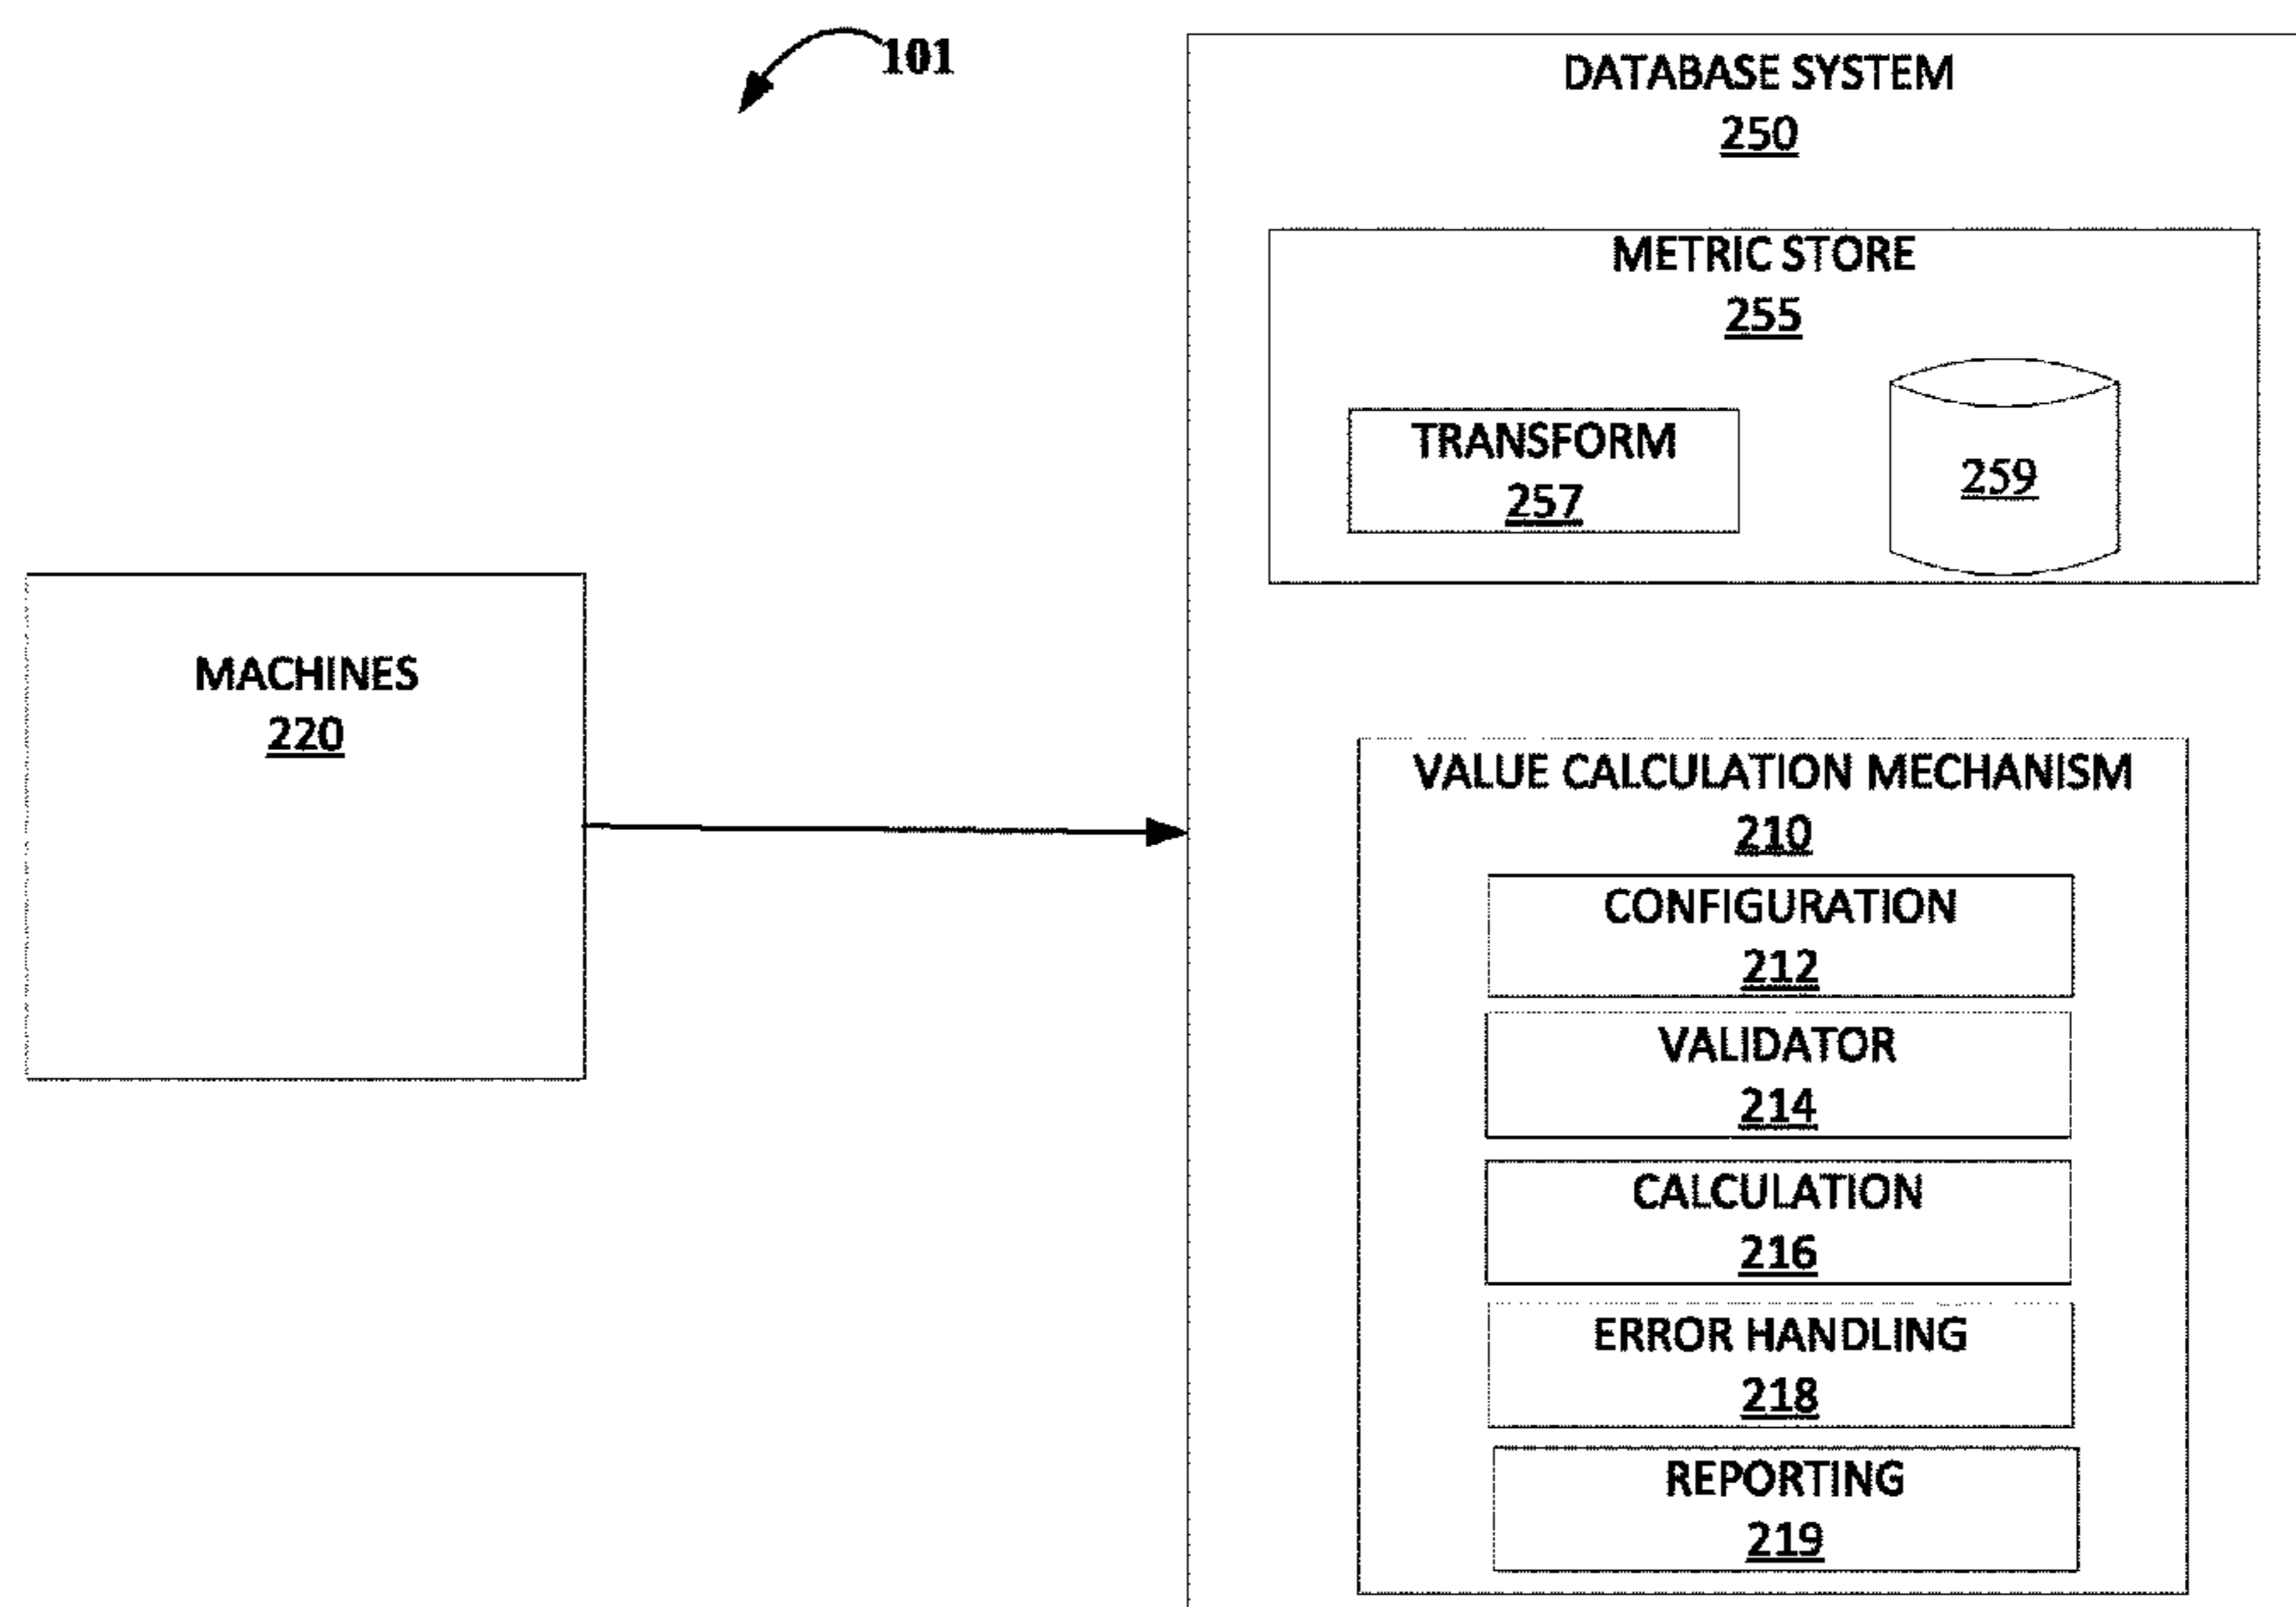 101
DATABASE SYSTEM
250
METRIC STORE
255
TRANSFORM
257
259
MACHINES
220
VALUE CALCULATION MECHANISM
210
CONFIGURATION
212
VALIDATOR
214
CALCULATION
216
ERROR HANDLING
218
REPORTING
219